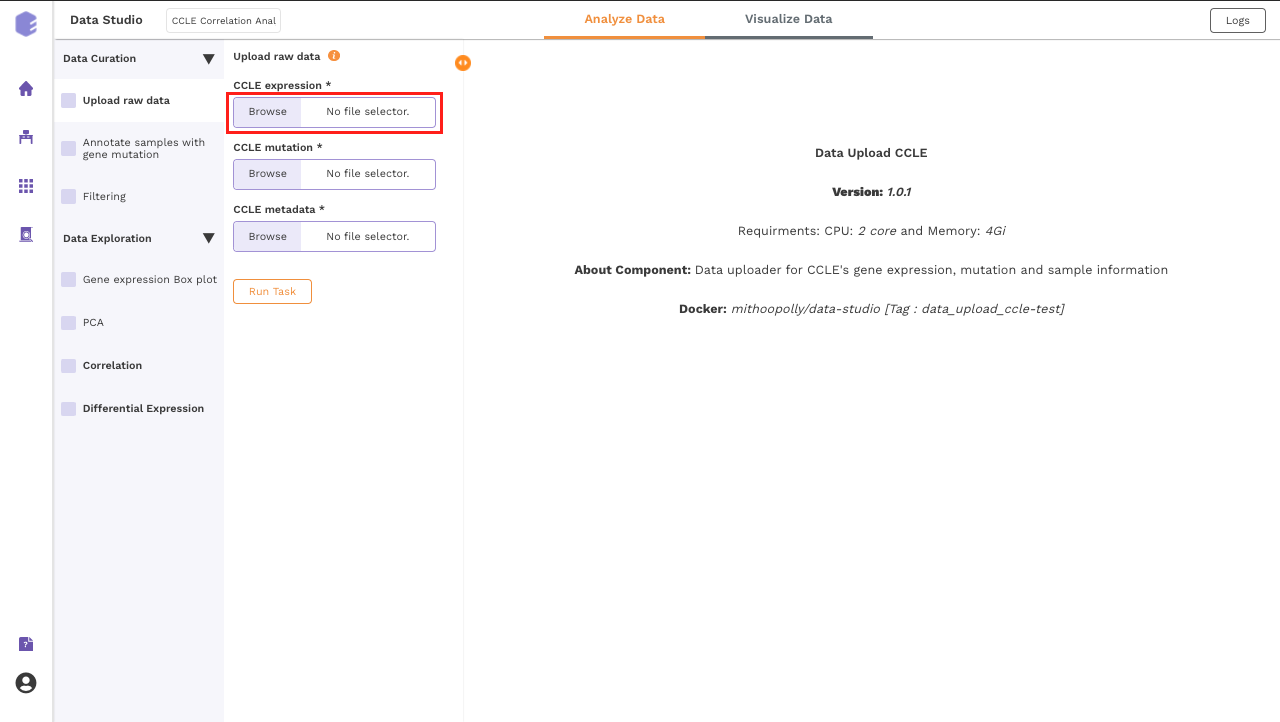 Data Studio
CCLE Correlation Anal
Analyze Data
Visualize Data
Logs
Data Curation
Upload raw data
Annotate samples with
gene mutation
Filtering
Data Exploration
Gene expression Box plot
PCA
Correlation
Differential Expression
Upload raw data i
CCLE expression *
Browse No file selector.
CCLE mutation *
Browse No file selector.
CCLE metadata *
Browse No file selector.
Run Task
Data Upload CCLE
Version: 1.0.1
Requirments: CPU: 2 core and Memory: 4Gi
About Component: Data uploader for CCLE's gene expression, mutation and sample information
Docker: mithoopolly/data-studio [Tag : data_upload_ccle-test]
?